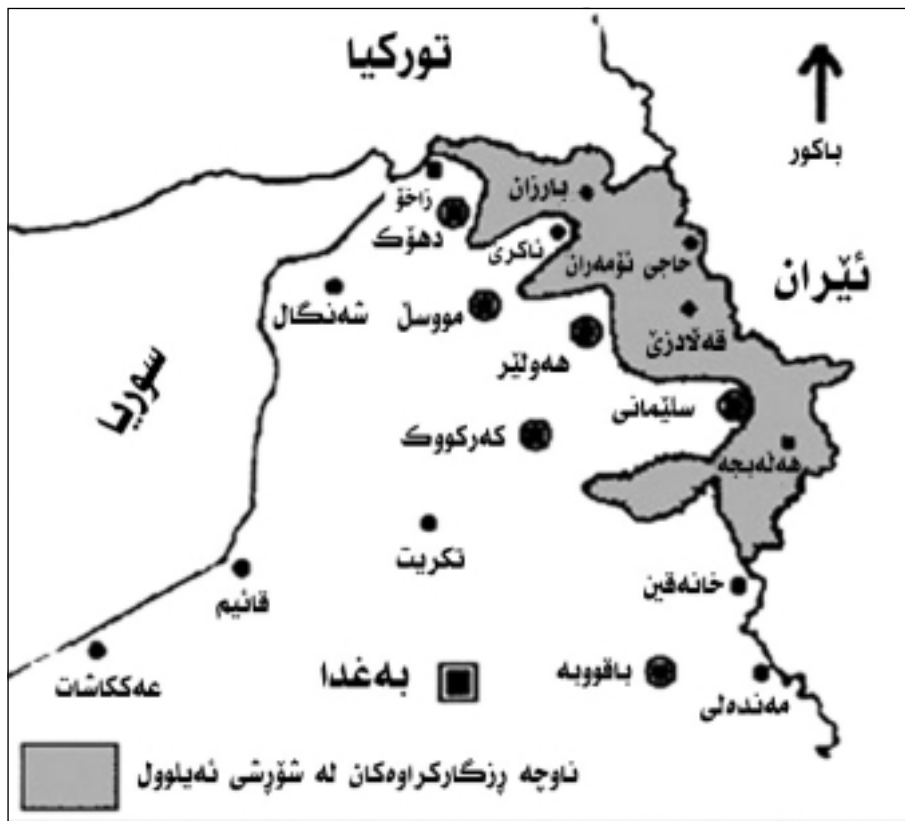 تورکیا
باکور
بارزان
زاخۆ
دهۆک
ئاکرێ
حاجی ئۆمەران
ئێران
شەنگال
مووسڵ
قەڵادزێ
هەولێر
سوریا
سلێمانی
کەرکووک
هەلەبجە
تکریت
خانەقین
قائیم
بەغدا
باقووبە
مەندەلی
عەککاشات
ناوچە ڕزگارکراوەکان لە شۆڕشی ئەیلوول